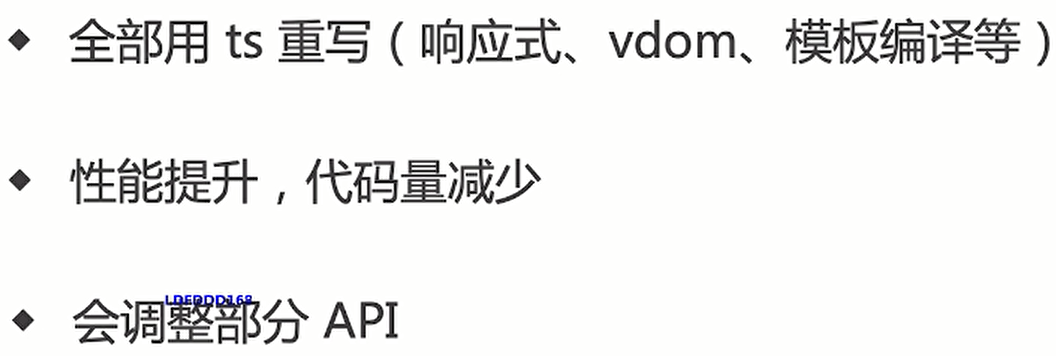 ◆ 全部用 ts 重写（响应式、vdom、模板编译等）
◆ 性能提升，代码量减少
◆ 会调整部分 API